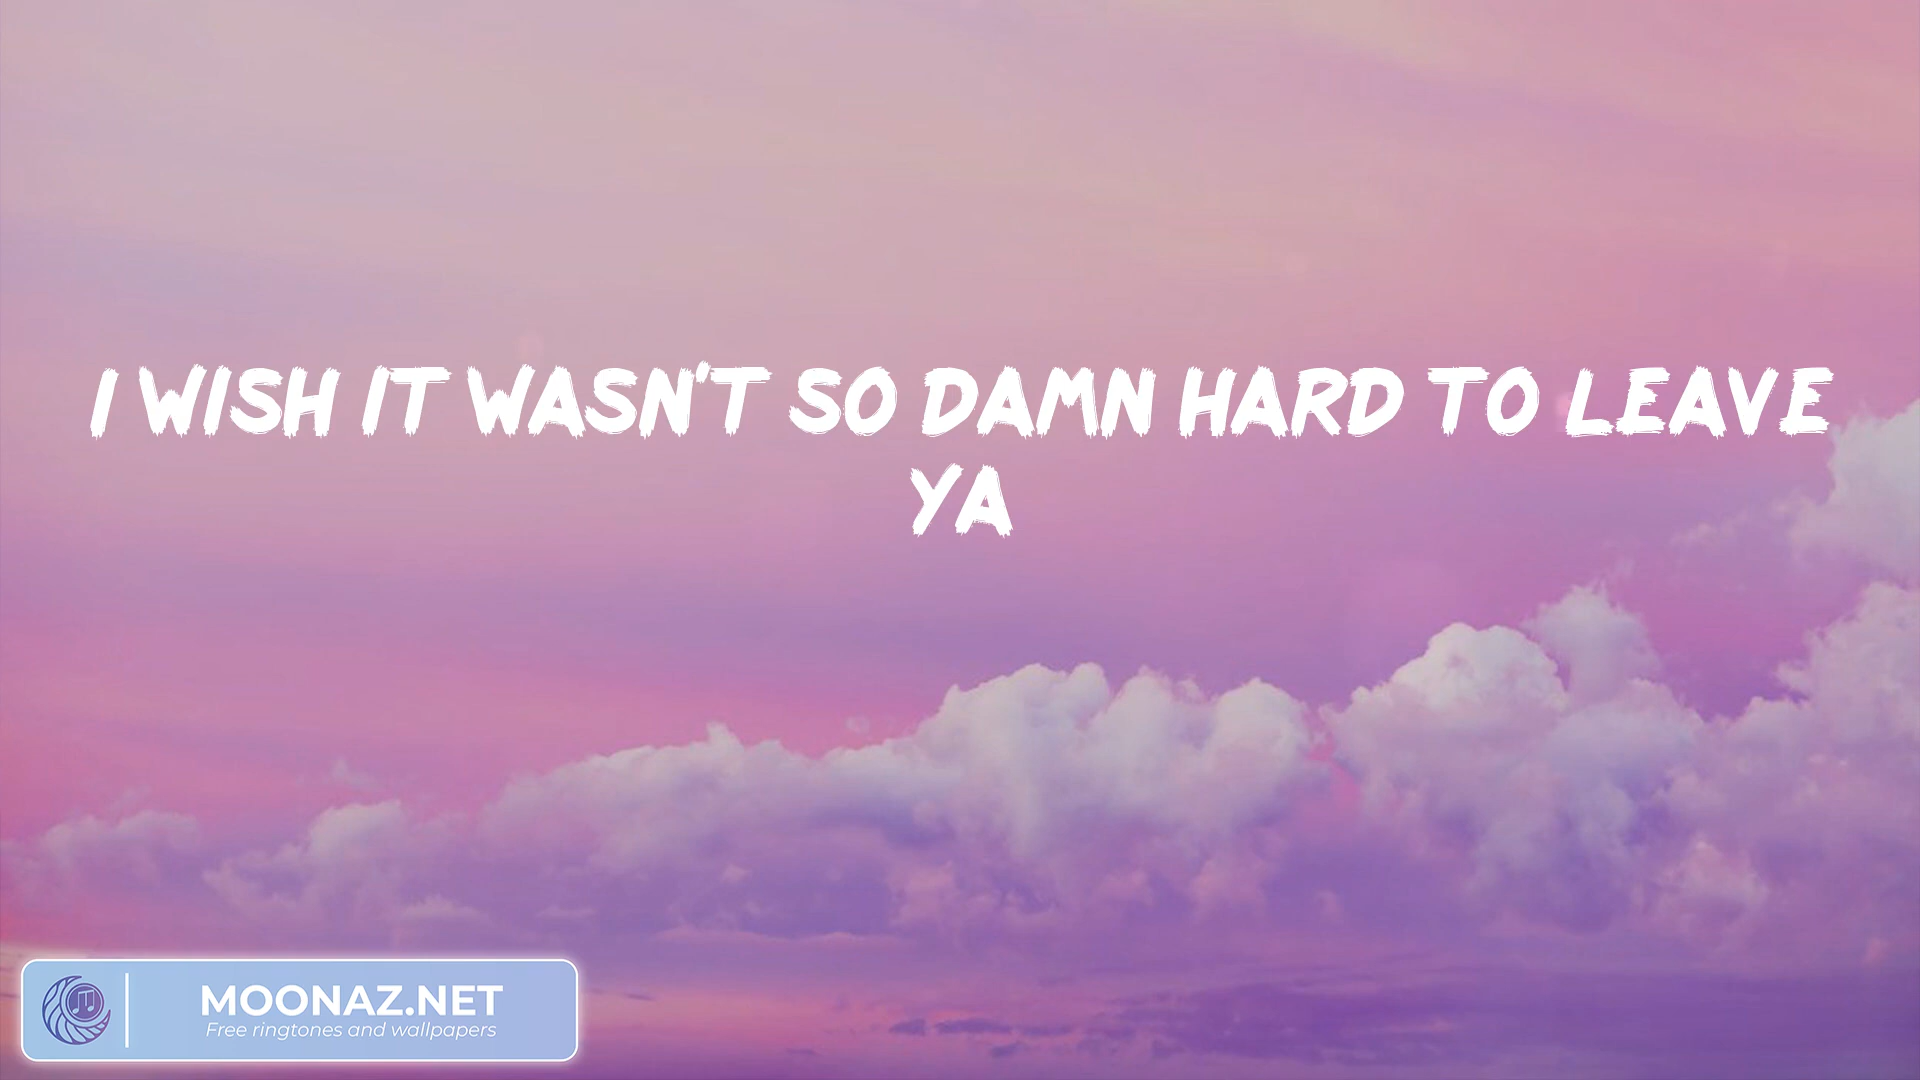 I WISH IT WASN'T SO DAMN HARD TO LEAVE
YA
MOONAZ.NET
Free ringtones and wallpapers